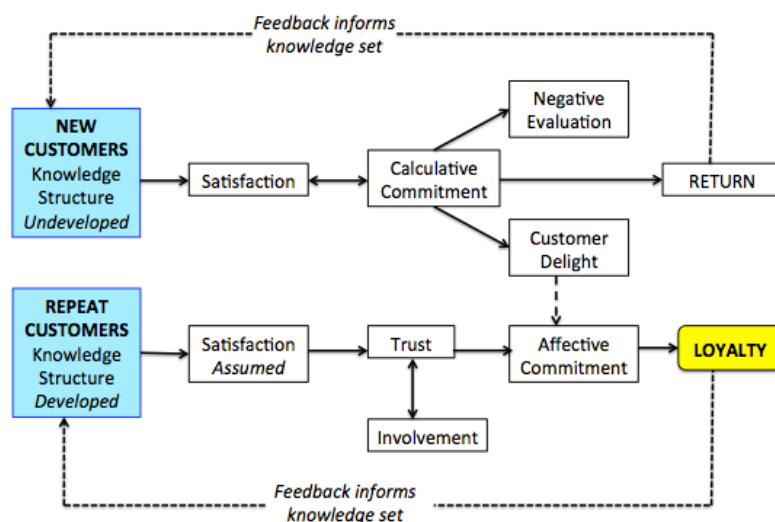 Feedback informs
knowledge set
NEW
CUSTOMERS
Knowledge
Structure
Undeveloped
Satisfaction
Calculative
Commitment
Negative
Evaluation
RETURN
Customer
Delight
REPEAT
CUSTOMERS
Knowledge
Structure
Developed
Satisfaction
Assumed
Trust
Affective
Commitment
LOYALTY
Involvement
Feedback informs
knowledge set